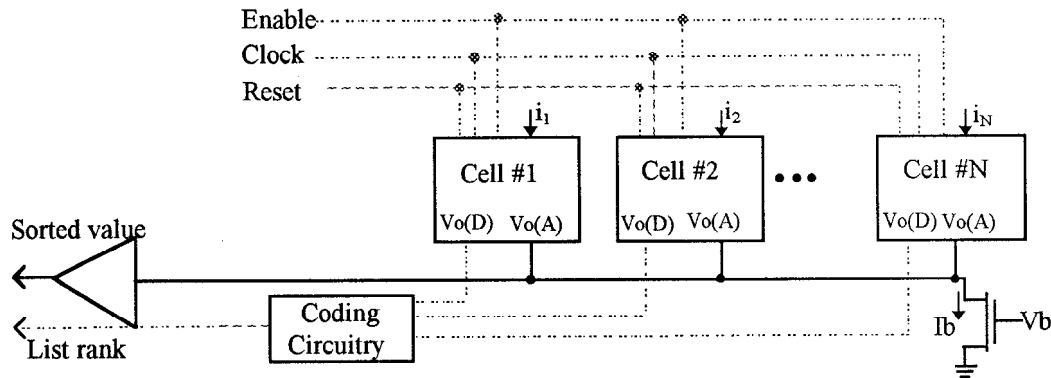 Enable
Clock
Reset
i1 i2 iN
Cell #1 Cell #2 ••• Cell #N
Vo(D) Vo(A) Vo(D) Vo(A) Vo(D) Vo(A)
Sorted value
Coding
Circuitry
List rank
Ib Vb